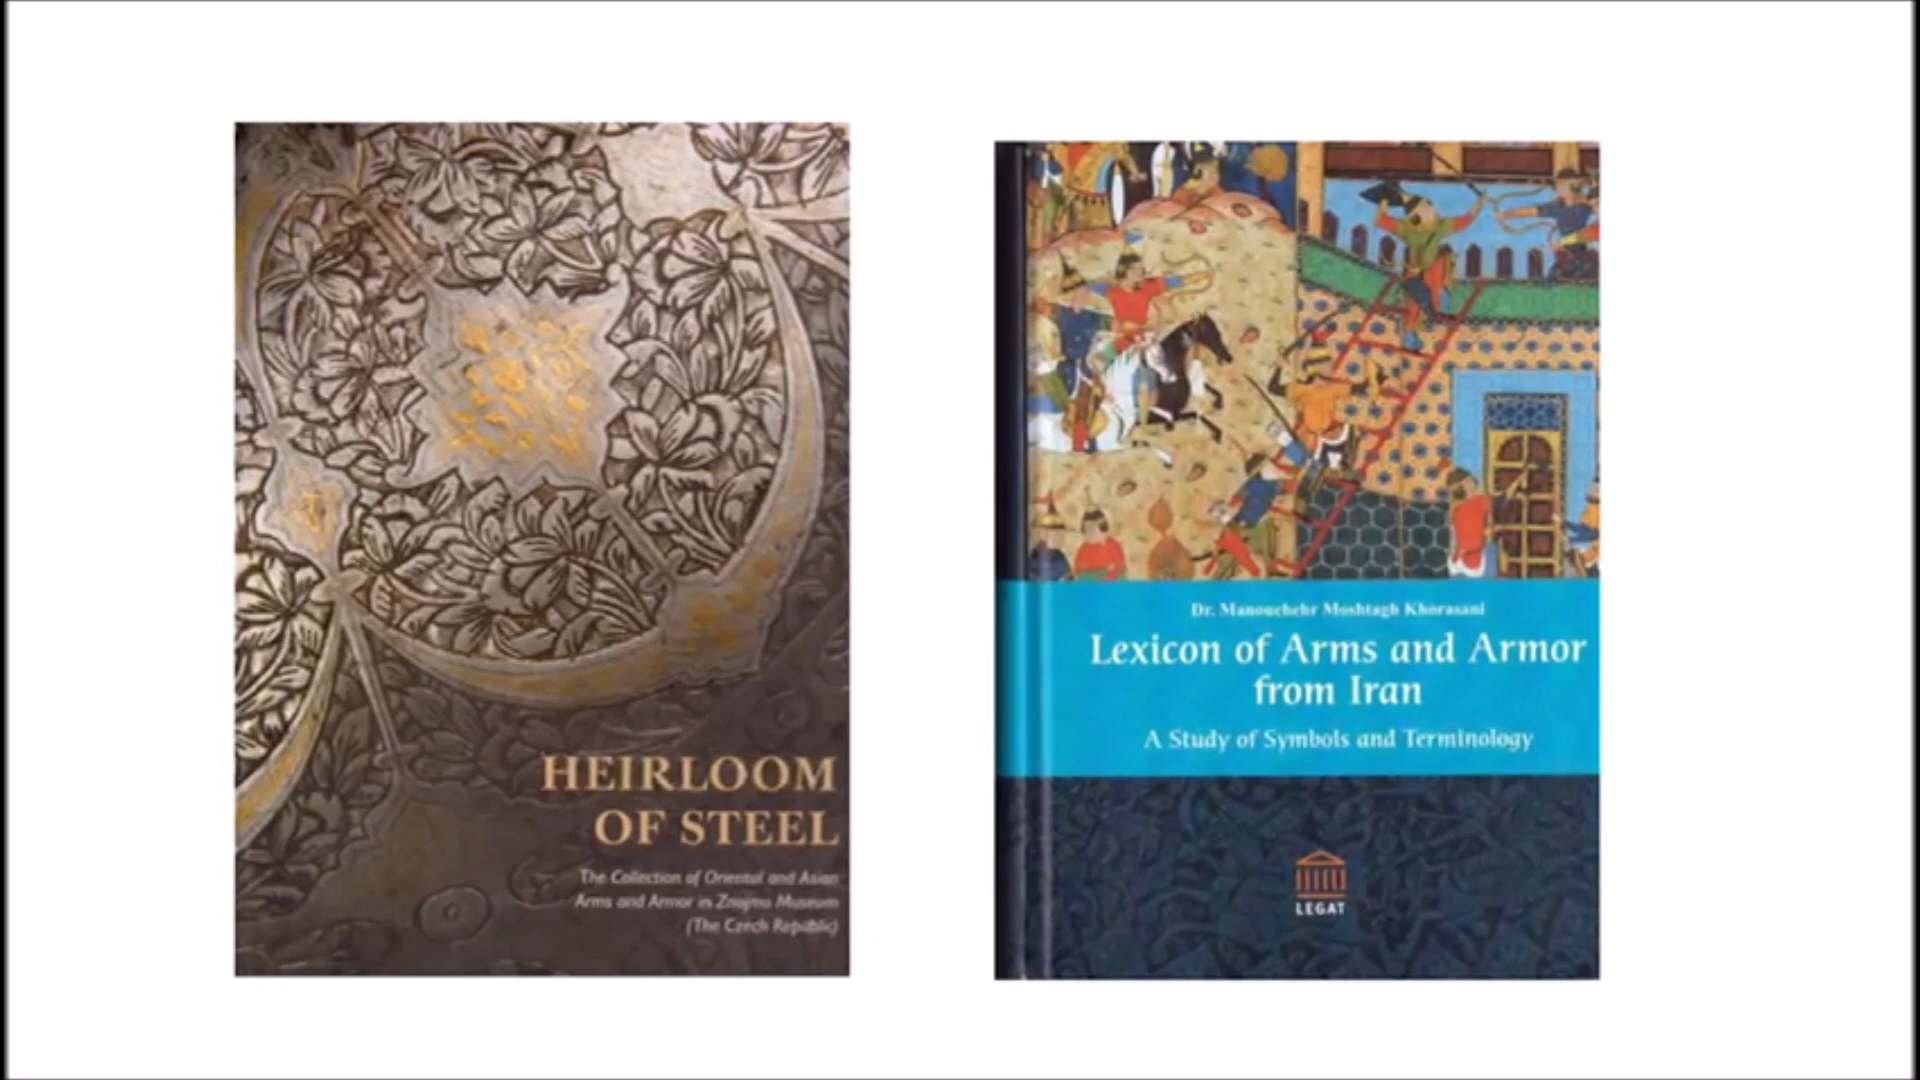 HEIRLOOM
OF STEEL
The Collection of Oriental and Asian
Arms and Armor in Znojmo Museum
(The Czech Republic)
Dr. Manouchehr Moshtagh Khorasani
Lexicon of Arms and Armor
from Iran
A Study of Symbols and Terminology
LEGAT